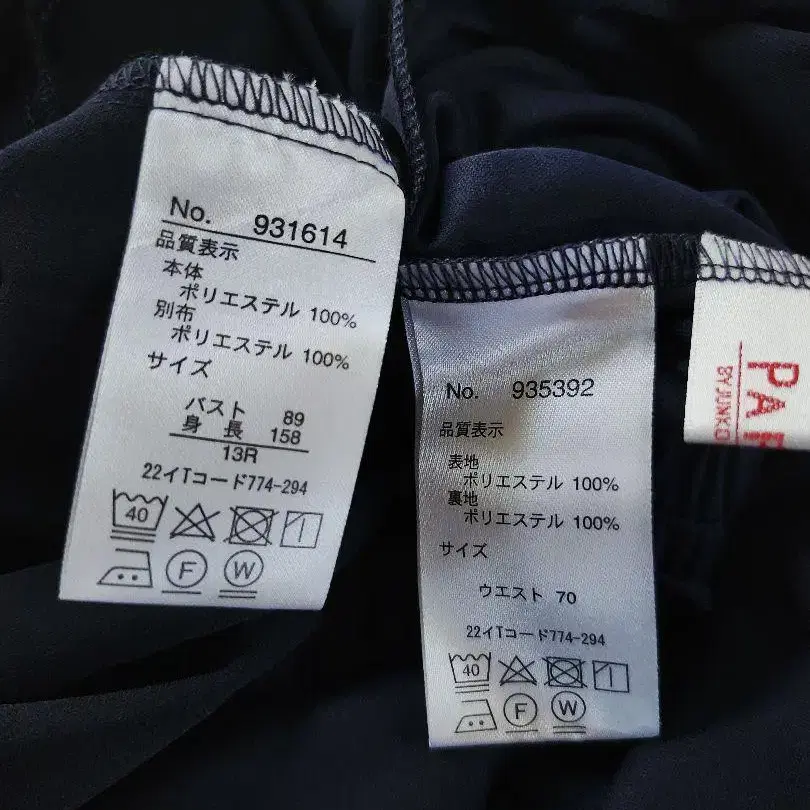 No. 931614
品質表示
本体
ポリエステル 100%
別布
ポリエステル 100%
サイズ
バスト 89
身長 158
13R
22イTコード774-294
40
F W
No. 935392
品質表示
表地
ポリエステル 100%
裏地
ポリエステル 100%
サイズ
ウエスト 70
22イTコード774-294
40
F W
BY JUNKO